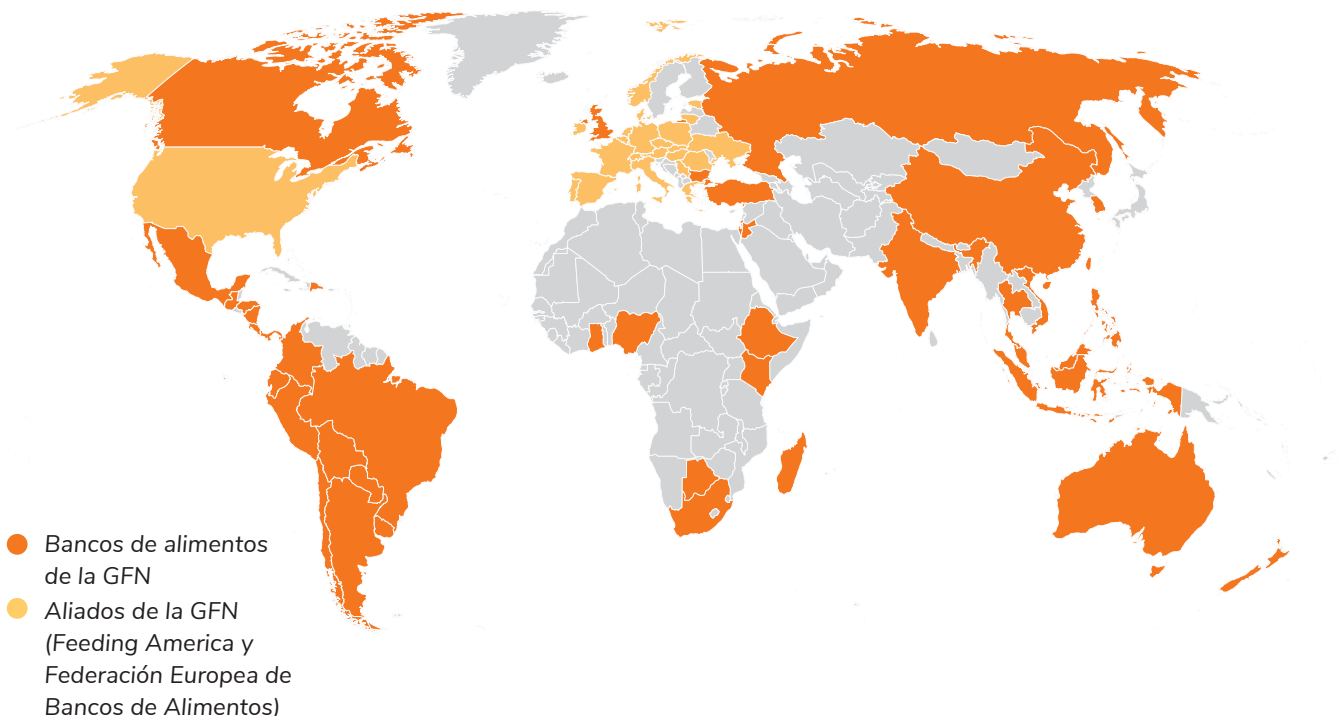 Bancos de alimentos
de la GFN
Aliados de la GFN
(Feeding America y
Federación Europea de
Bancos de Alimentos)